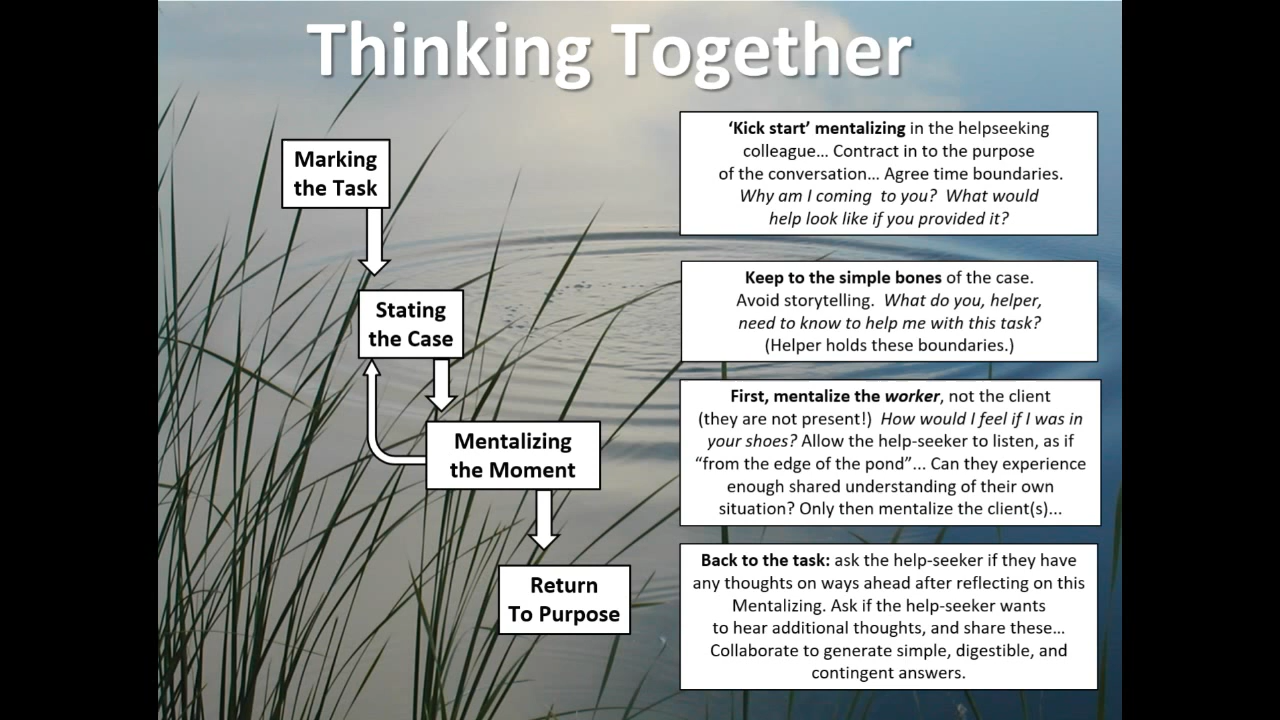 Thinking Together
Marking
the Task
‘Kick start’ mentalizing in the helpseeking
colleague... Contract in to the purpose
of the conversation... Agree time boundaries.
Why am I coming  to you?  What would
help look like if you provided it?
Stating
the Case
Keep to the simple bones of the case.
Avoid storytelling.  What do you, helper,
need to know to help me with this task?
(Helper holds these boundaries.)
Mentalizing
the Moment
First, mentalize the worker, not the client
(they are not present!)  How would I feel if I was in
your shoes? Allow the help-seeker to listen, as if
“from the edge of the pond”... Can they experience
enough shared understanding of their own
situation? Only then mentalize the client(s)...
Return
To Purpose
Back to the task: ask the help-seeker if they have
any thoughts on ways ahead after reflecting on this
Mentalizing. Ask if the help-seeker wants
to hear additional thoughts, and share these...
Collaborate to generate simple, digestible, and
contingent answers.